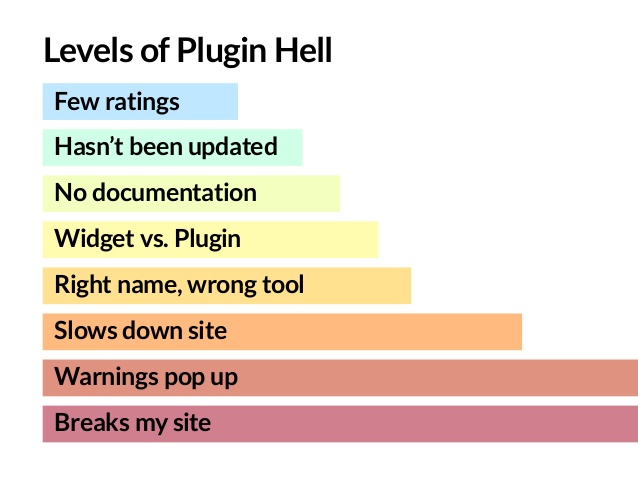 Levels of Plugin Hell
Few ratings
Hasn’t been updated
No documentation
Widget vs. Plugin
Right name, wrong tool
Slows down site
Warnings pop up
Breaks my site